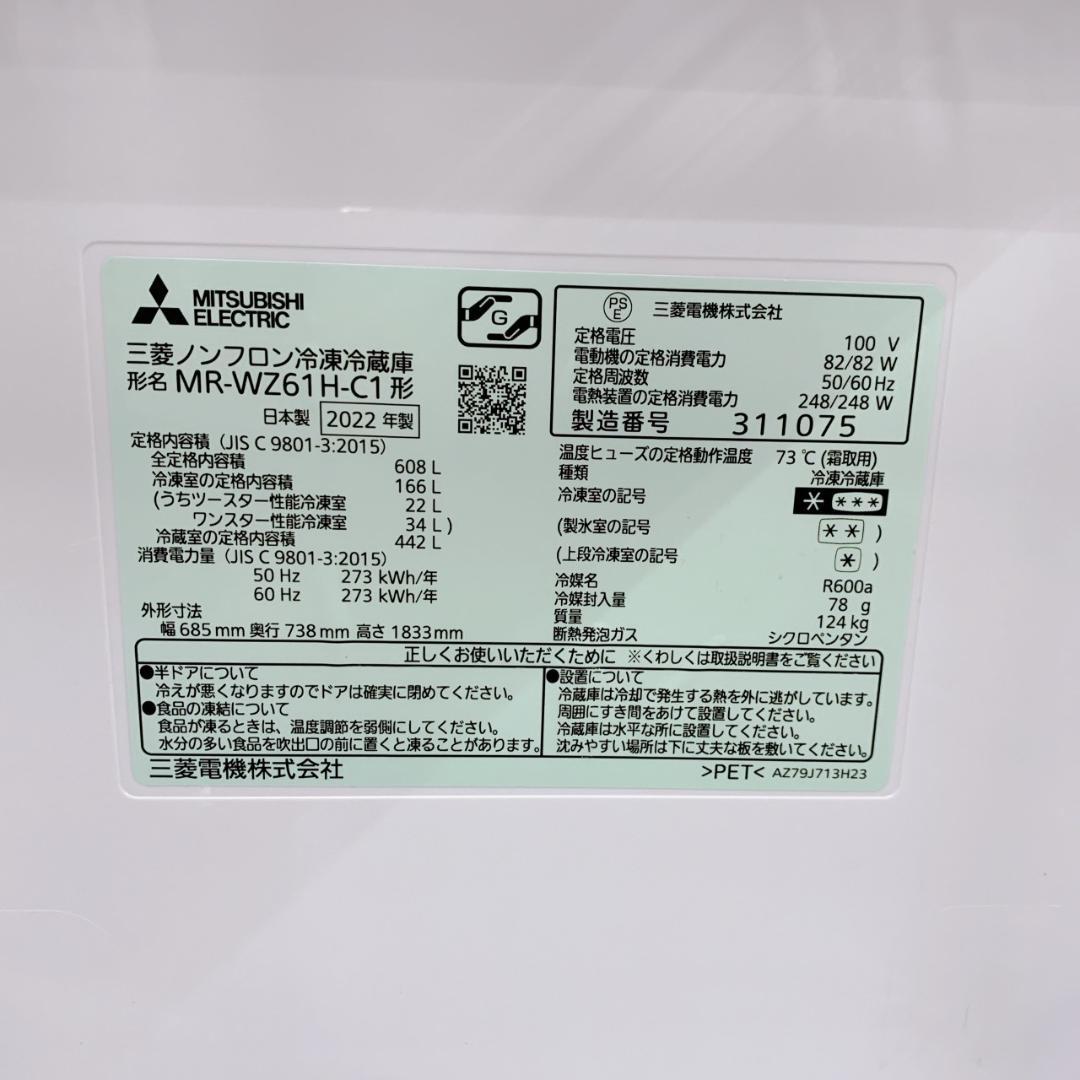 MITSUBISHI
ELECTRIC
三菱ノンフロン冷凍冷蔵庫
形名 MR-WZ61H-C1 形
日本製 2022 年製
定格内容積 (JIS C 9801-3:2015)
全定格内容積 608 L
冷凍室の定格内容積 166 L
(うちツースター性能冷凍室 22 L
ワンスター性能冷凍室 34 L )
冷蔵室の定格内容積 442 L
消費電力量 (JIS C 9801-3:2015)
50 Hz 273 kWh/年
60 Hz 273 kWh/年
外形寸法
幅 685 mm 奥行 738 mm 高さ 1833 mm
G
PS
E
三菱電機株式会社
定格電圧 100 V
電動機の定格消費電力 82/82 W
定格周波数 50/60 Hz
電熱装置の定格消費電力 248/248 W
製造番号 311075
温度ヒューズの定格動作温度 73 ℃ (霜取用)
種類 冷凍冷蔵庫
冷凍室の記号 * ***
(製氷室の記号 ** )
(上段冷凍室の記号 * )
冷媒名 R600a
冷媒封入量 78 g
質量 124 kg
断熱発泡ガス シクロペンタン
正しくお使いいただくために ※くわしくは取扱説明書をご覧ください
●半ドアについて
冷えが悪くなりますのでドアは確実に閉めてください。
●食品の凍結について
食品が凍るときは、温度調節を弱側にしてください。
水分の多い食品を吹出口の前に置くと凍ることがあります。
●設置について
冷蔵庫は冷却で発生する熱を外に逃がしています。
周囲にすき間をあけて設置してください。
冷蔵庫は水平な所に設置してください。
沈みやすい場所は下に丈夫な板を敷いてください。
三菱電機株式会社
>PET< AZ79J713H23